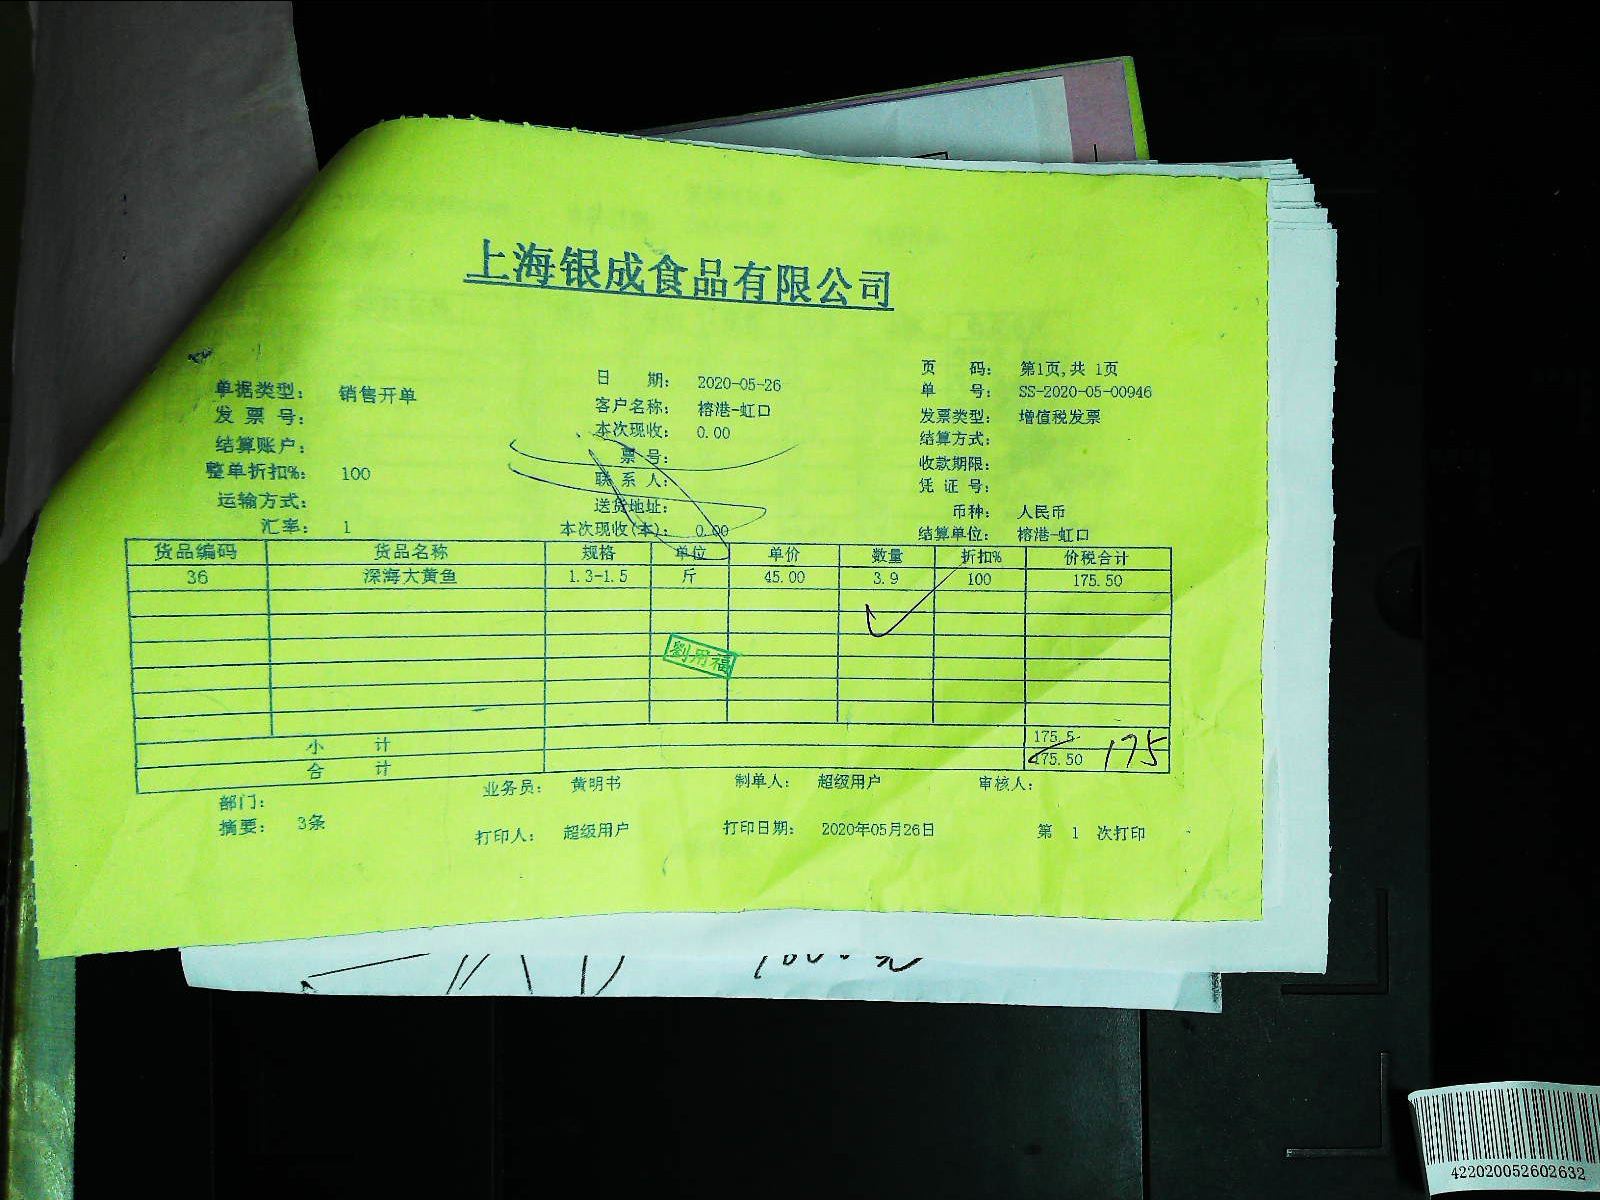 上海银成食品有限公司
单据类型： 销售开单 日 期： 2020-05-26 页 码： 第1页,共 1页
发 票 号： 客户名称： 榕港-虹口 单 号： SS-2020-05-00946
结算账户： 本次现收： 0.00 发票类型： 增值税发票
整单折扣%： 100 票 号： 结算方式：
运输方式： 联 系 人： 收款期限：
汇率： 1 送货地址： 凭 证 号：
本次现收(本)： 0.00 币种： 人民币
结算单位： 榕港-虹口
货品编码 货品名称 规格 单位 单价 数量 折扣% 价税合计
36 深海大黄鱼 1.3-1.5 斤 45.00 3.9 100 175.50
劉用福
小 计 175.5
合 计 175.50 175
部门： 业务员： 黄明书 制单人： 超级用户 审核人：
摘要： 3条 打印人： 超级用户 打印日期： 2020年05月26日 第 1 次打印
422020052602632